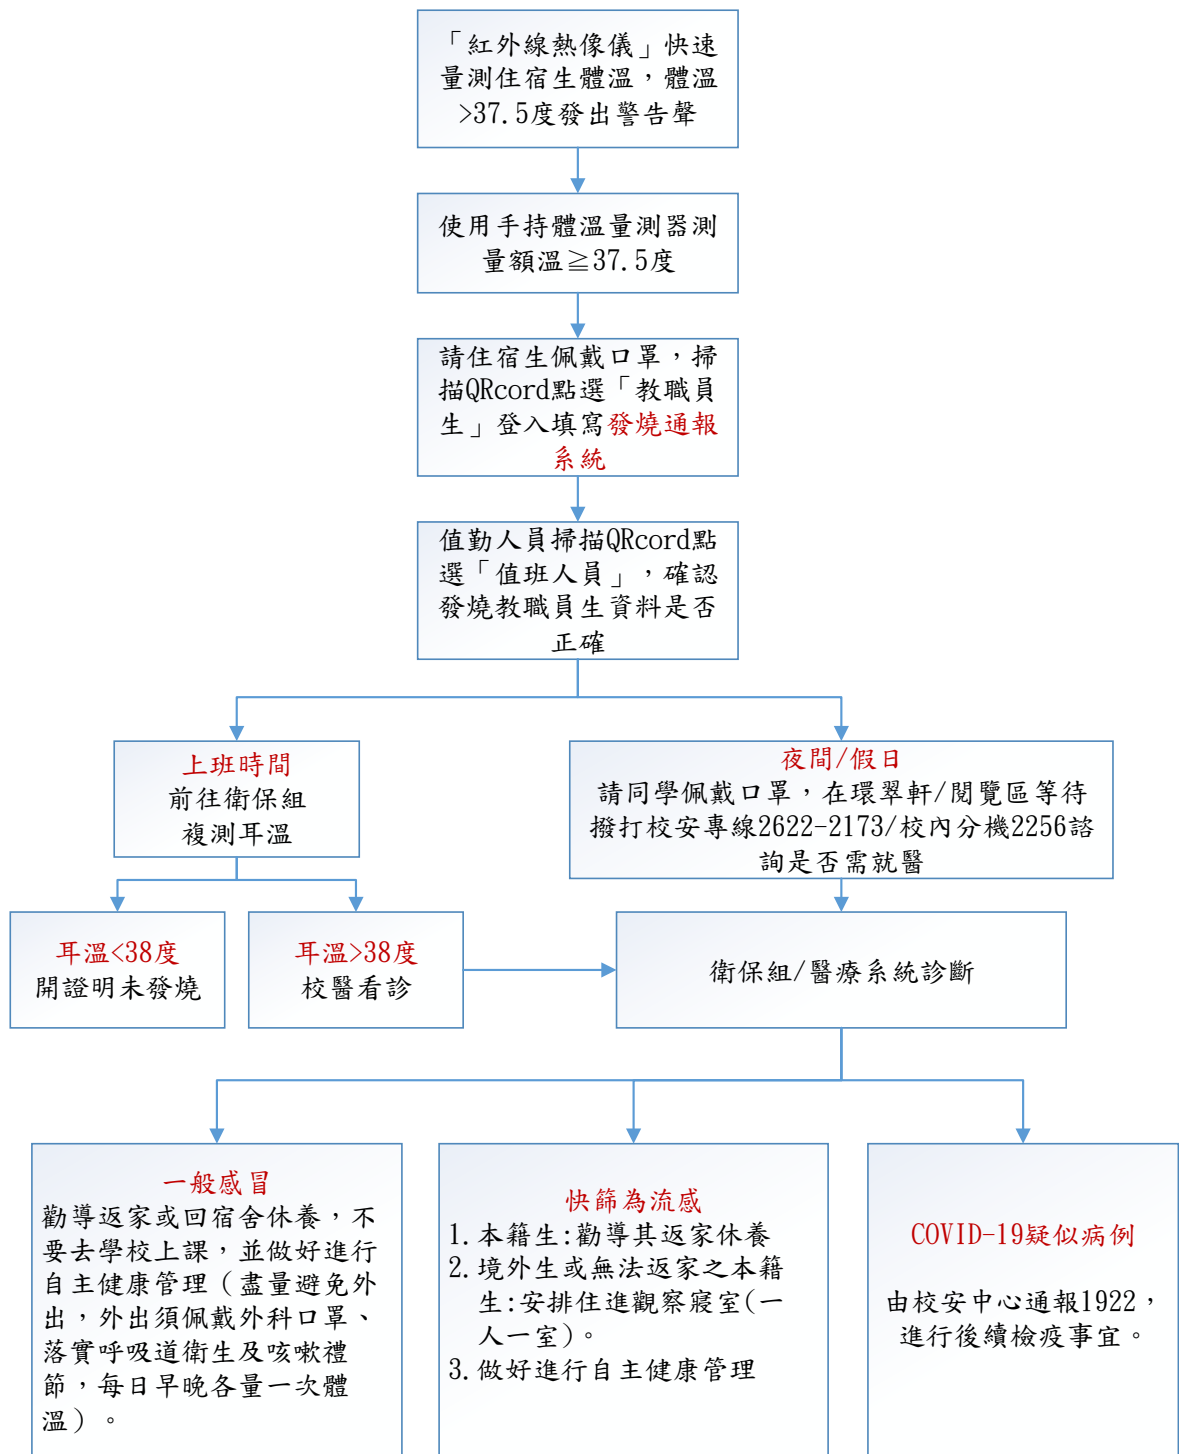 「紅外線熱像儀」快速
量測住宿生體溫，體溫
>37.5度發出警告聲
使用手持體溫量測器測
量額溫≧37.5度
請住宿生佩戴口罩，掃
描QRcord點選「教職員
生」登入填寫發燒通報
系統
值勤人員掃描QRcord點
選「值班人員」，確認
發燒教職員生資料是否
正確
上班時間
前往衛保組
複測耳溫
夜間/假日
請同學佩戴口罩，在環翠軒/閱覽區等待
撥打校安專線2622-2173/校內分機2256諮
詢是否需就醫
耳溫<38度
開證明未發燒
耳溫>38度
校醫看診
衛保組/醫療系統診斷
一般感冒
勸導返家或回宿舍休養，不
要去學校上課，並做好進行
自主健康管理（盡量避免外
出，外出須佩戴外科口罩、
落實呼吸道衛生及咳嗽禮
節，每日早晚各量一次體
溫）。
快篩為流感
1.本籍生:勸導其返家休養
2.境外生或無法返家之本籍
生:安排住進觀察寢室(一
人一室)。
3.做好進行自主健康管理
COVID-19疑似病例
由校安中心通報1922，
進行後續檢疫事宜。